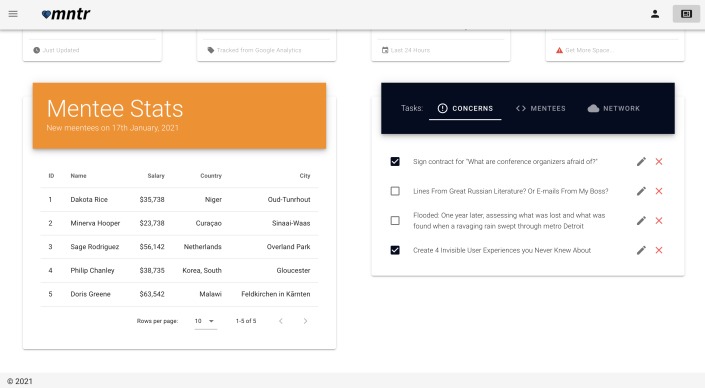 mntr
Just Updated
Tracked from Google Analytics
Last 24 Hours
Get More Space...
Mentee Stats
New meentees on 17th January, 2021
ID Name Salary Country City
1 Dakota Rice $35,738 Niger Oud-Tunrhout
2 Minerva Hooper $23,738 Curaçao Sinaai-Waas
3 Sage Rodriguez $56,142 Netherlands Overland Park
4 Philip Chanley $38,735 Korea, South Gloucester
5 Doris Greene $63,542 Malawi Feldkirchen in Kärnten
Rows per page: 10 1-5 of 5
Tasks: CONCERNS MENTEES NETWORK
Sign contract for "What are conference organizers afraid of?"
Lines From Great Russian Literature? Or E-mails From My Boss?
Flooded: One year later, assessing what was lost and what was
found when a ravaging rain swept through metro Detroit
Create 4 Invisible User Experiences you Never Knew About
© 2021